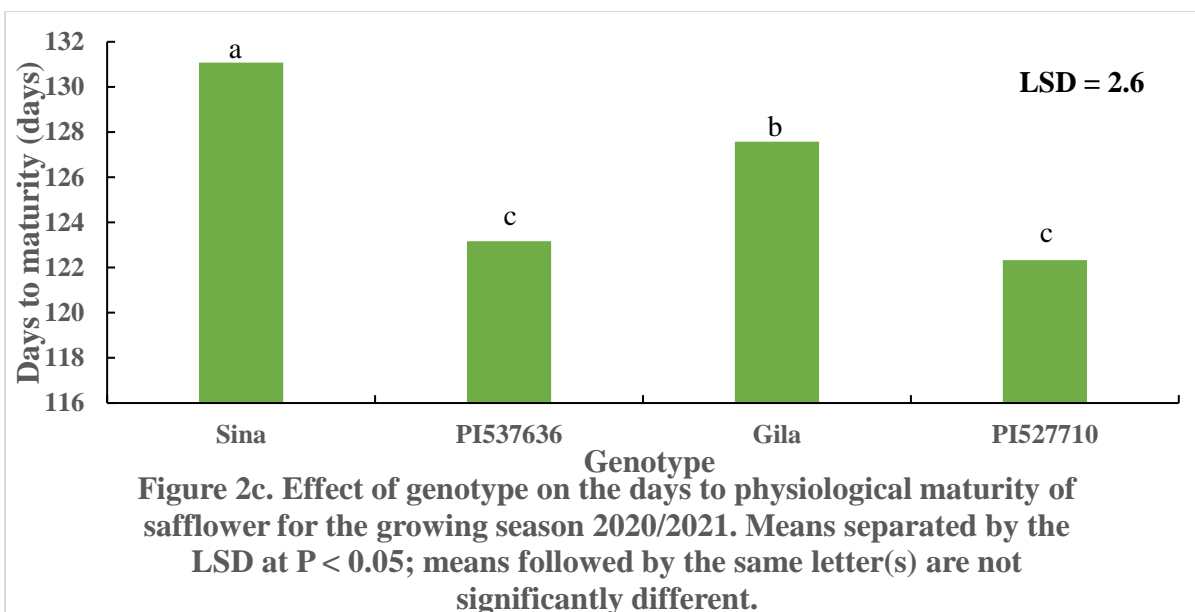 Days to maturity (days)
132
130
128
126
124
122
120
118
116
a
c
b
c
LSD = 2.6
Sina
PI537636
Gila
PI527710
Genotype
Figure 2c. Effect of genotype on the days to physiological maturity of
safflower for the growing season 2020/2021. Means separated by the
LSD at P < 0.05; means followed by the same letter(s) are not
significantly different.